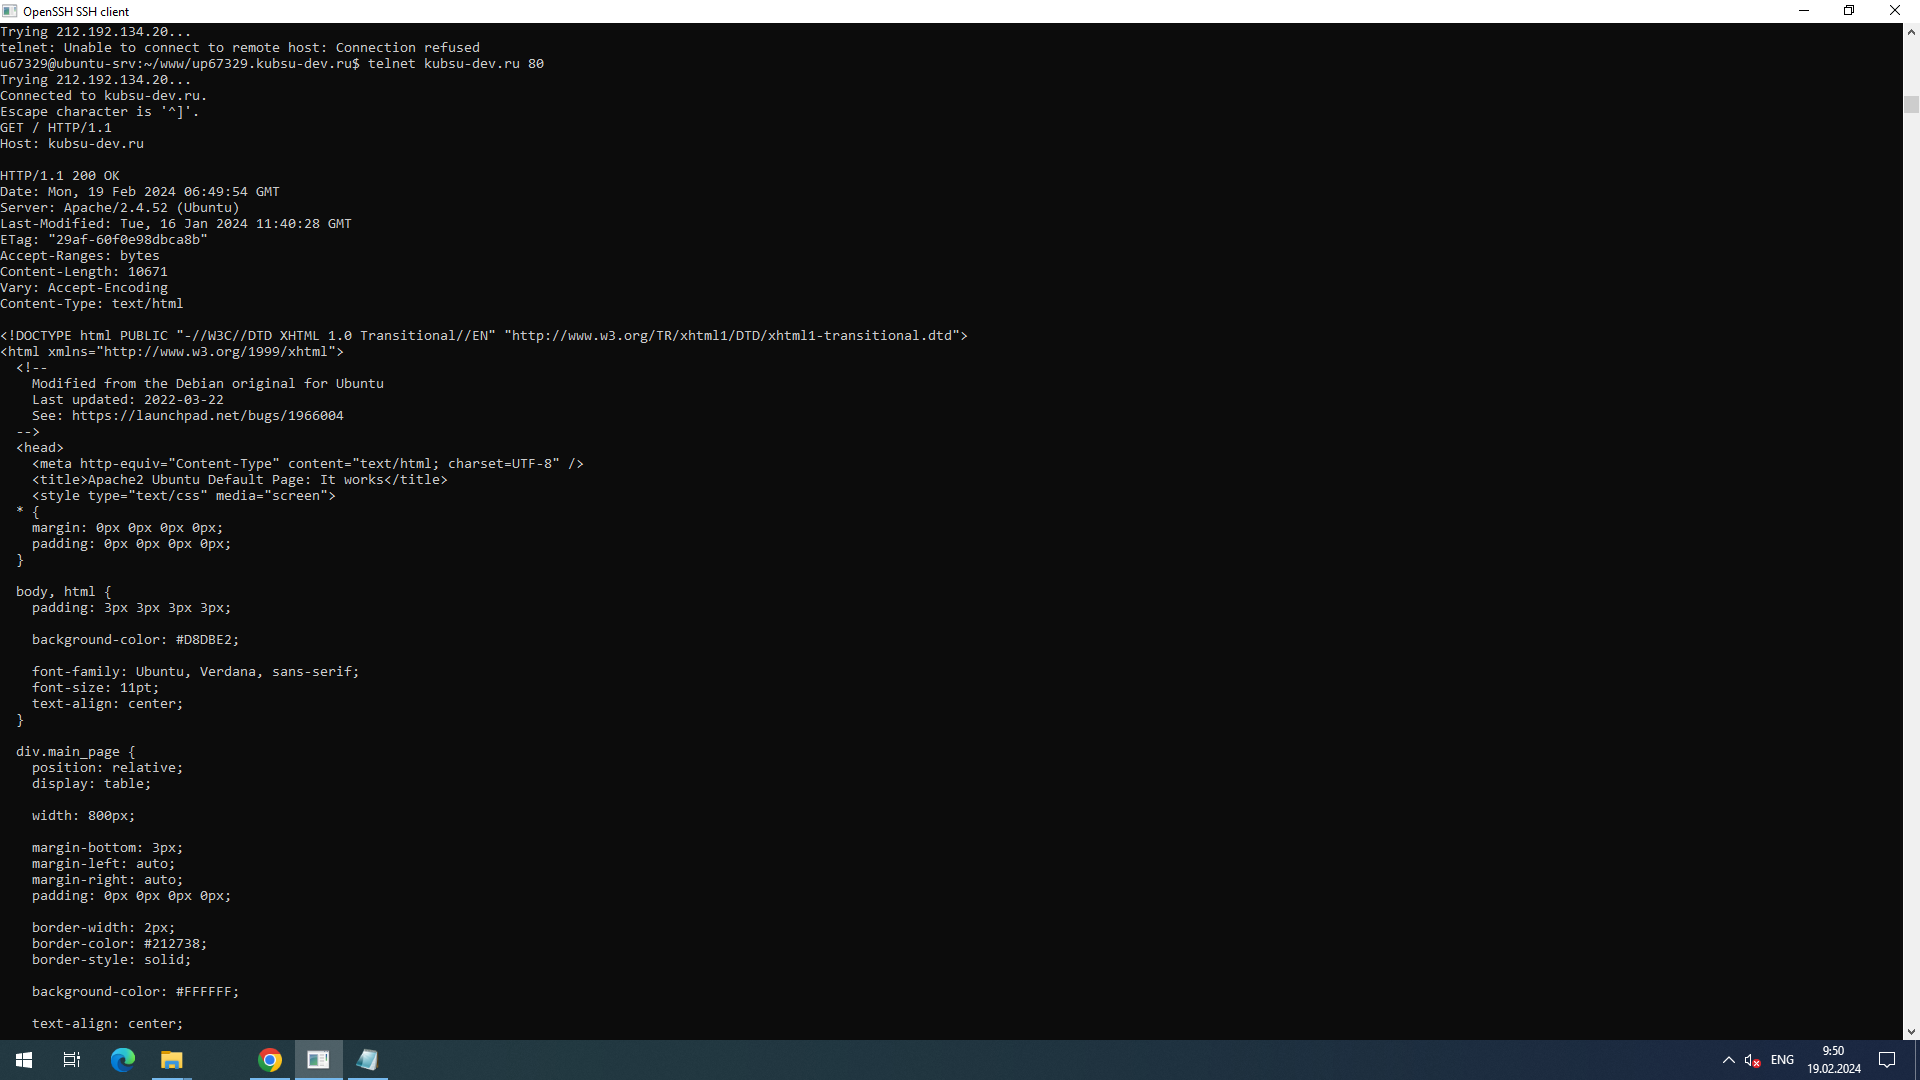 OpenSSH SSH client
Trying 212.192.134.20...
telnet: Unable to connect to remote host: Connection refused
u67329@ubuntu-srv:~/www/up67329.kubsu-dev.ru$ telnet kubsu-dev.ru 80
Trying 212.192.134.20...
Connected to kubsu-dev.ru.
Escape character is '^]'.
GET / HTTP/1.1
Host: kubsu-dev.ru

HTTP/1.1 200 OK
Date: Mon, 19 Feb 2024 06:49:54 GMT
Server: Apache/2.4.52 (Ubuntu)
Last-Modified: Tue, 16 Jan 2024 11:40:28 GMT
ETag: "29af-60f0e98dbca8b"
Accept-Ranges: bytes
Content-Length: 10671
Vary: Accept-Encoding
Content-Type: text/html

<!DOCTYPE html PUBLIC "-//W3C//DTD XHTML 1.0 Transitional//EN" "http://www.w3.org/TR/xhtml1/DTD/xhtml1-transitional.dtd">
<html xmlns="http://www.w3.org/1999/xhtml">
  <!--
    Modified from the Debian original for Ubuntu
    Last updated: 2022-03-22
    See: https://launchpad.net/bugs/1966004
  -->
  <head>
    <meta http-equiv="Content-Type" content="text/html; charset=UTF-8" />
    <title>Apache2 Ubuntu Default Page: It works</title>
    <style type="text/css" media="screen">
  * {
    margin: 0px 0px 0px 0px;
    padding: 0px 0px 0px 0px;
  }

  body, html {
    padding: 3px 3px 3px 3px;

    background-color: #D8DBE2;

    font-family: Ubuntu, Verdana, sans-serif;
    font-size: 11pt;
    text-align: center;
  }

  div.main_page {
    position: relative;
    display: table;

    width: 800px;

    margin-bottom: 3px;
    margin-left: auto;
    margin-right: auto;
    padding: 0px 0px 0px 0px;

    border-width: 2px;
    border-color: #212738;
    border-style: solid;

    background-color: #FFFFFF;

    text-align: center;
ENG
9:50
19.02.2024